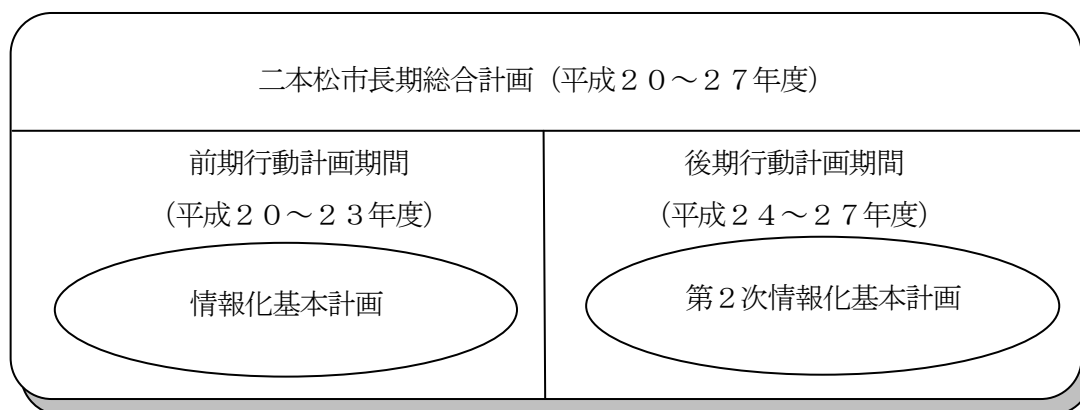 二本松市長期総合計画（平成２０～２７年度）
前期行動計画期間
（平成２０～２３年度）
情報化基本計画
後期行動計画期間
（平成２４～２７年度）
第２次情報化基本計画